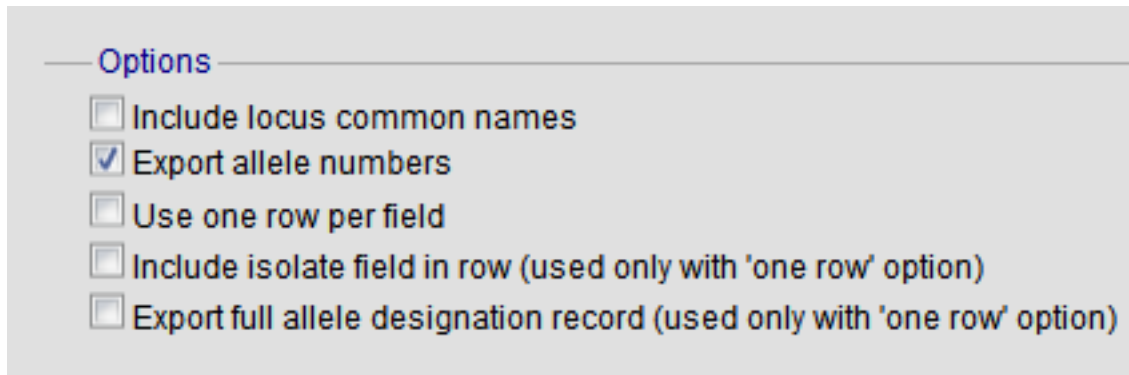 Options
Include locus common names
Export allele numbers
Use one row per field
Include isolate field in row (used only with 'one row' option)
Export full allele designation record (used only with 'one row' option)